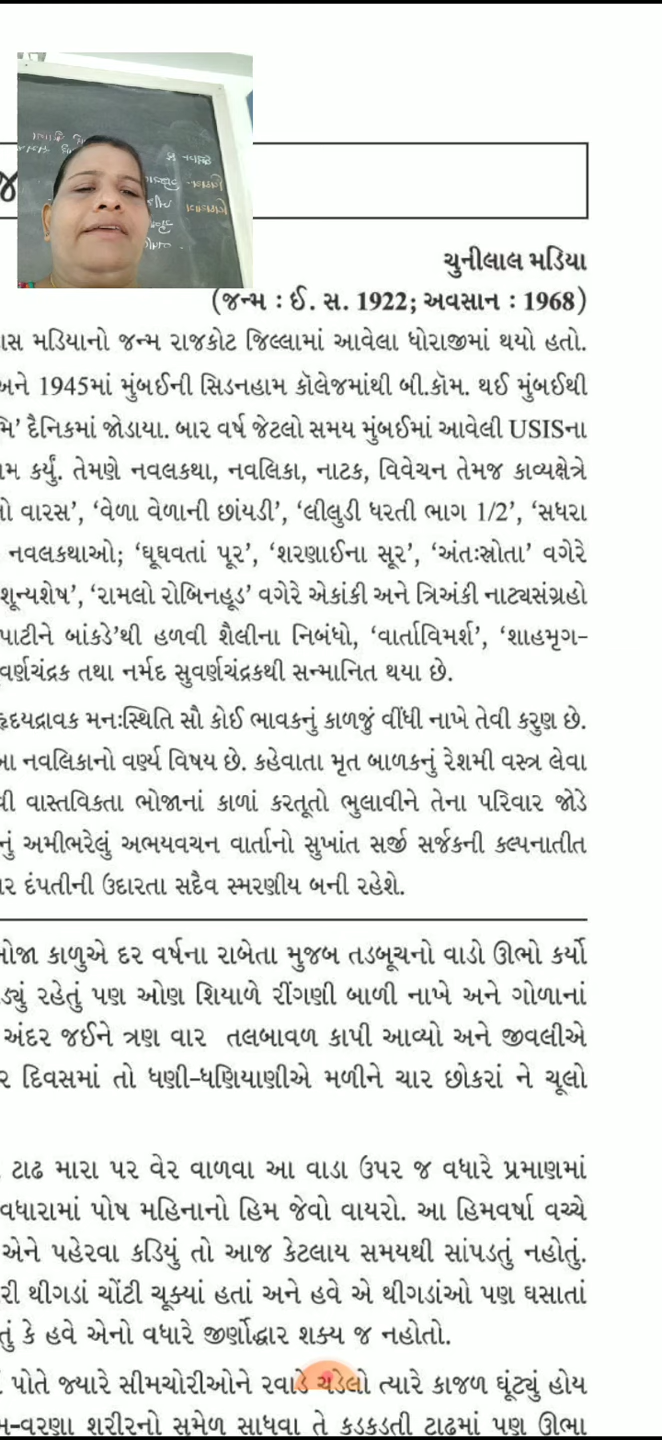 ચુનીલાલ મડિયા
(જન્મ : ઈ. સ. 1922; અવસાન : 1968)
મડિયાનો જન્મ રાજકોટ જિલ્લામાં આવેલા ધોરાજીમાં થયો હતો.
અને 1945માં મુંબઈની સિડનહામ કૉલેજમાંથી બી.કૉમ. થઈ મુંબઈથી
દૈનિકમાં જોડાયા. બાર વર્ષ જેટલો સમય મુંબઈમાં આવેલી USISના
કર્યું. તેમણે નવલકથા, નવલિકા, નાટક, વિવેચન તેમજ કાવ્યક્ષેત્રે
વારસ', 'વેળા વેળાની છાંયડી', 'લીલુડી ધરતી ભાગ 1/2', 'સધરા
નવલકથાઓ; 'ઘૂઘવતાં પૂર', 'શરણાઈના સૂર', 'અંતઃસ્રોતા' વગેરે
શૂન્યશેષ', 'રામલો રોબિનહૂડ' વગેરે એકાંકી અને ત્રિઅંકી નાટ્યસંગ્રહો
પાટીને બાંકડે'થી હળવી શૈલીના નિબંધો, 'વાર્તાવિમર્શ', 'શાહમૃગ-
વર્ણચંદ્રક તથા નર્મદ સુવર્ણચંદ્રકથી સન્માનિત થયા છે.
હૃદયદ્રાવક મનઃસ્થિતિ સૌ કોઈ ભાવકનું કાળજું વીંધી નાખે તેવી કરુણ છે.
નવલિકાનો વર્ણ્ય વિષય છે. કહેવાતા મૃત બાળકનું રેશમી વસ્ત્ર લેવા
વી વાસ્તવિકતા ભોજાનાં કાળાં કરતૂતો ભુલાવીને તેના પરિવાર જોડે
નું અમીભરેલું અભયવચન વાર્તાનો સુખાંત સર્જી સર્જકની કલ્પનાતીત
ર દંપતીની ઉદારતા સદૈવ સ્મરણીય બની રહેશે.
ભોજા કાળુએ દર વર્ષના રાબેતા મુજબ તડબૂચનો વાડો ઊભો કર્યો
રહેતું પણ ઓણ શિયાળે રીંગણી બાળી નાખે અને ગોળાનાં
અંદર જઈને ત્રણ વાર તલબાવળ કાપી આવ્યો અને જીવલીએ
ર દિવસમાં તો ધણી-ધણિયાણીએ મળીને ચાર છોકરાં ને ચૂલો
ટાઢ મારા પર વેર વાળવા આ વાડા ઉપર જ વધારે પ્રમાણમાં
વધારામાં પોષ મહિનાનો હિમ જેવો વાયરો. આ હિમવર્ષા વચ્ચે
એને પહેરવા કડિયું તો આજ કેટલાય સમયથી સાંપડતું નહોતું.
રી થીગડાં ચોંટી ચૂક્યાં હતાં અને હવે એ થીગડાંઓ પણ ઘસાતાં
તું કે હવે એનો વધારે જીર્ણોદ્ધાર શક્ય જ નહોતો.
પોતે જ્યારે સીમચોરીઓને રવાડે ચડેલો ત્યારે કાજળ ઘૂંટ્યું હોય
-વરણા શરીરનો સુમેળ સાધવા તે કડકડતી ટાઢમાં પણ ઊભા